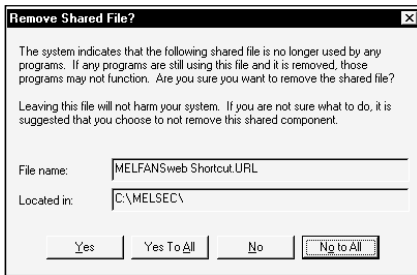 Remove Shared File?
The system indicates that the following shared file is no longer used by any
programs. If any programs are still using this file and it is removed, those
programs may not function. Are you sure you want to remove the shared file?
Leaving this file will not harm your system. If you are not sure what to do, it is
suggested that you choose to not remove this shared component.
File name: MELFANSweb Shortcut.URL
Located in: C:\MELSEC\
Yes Yes To All No No to All